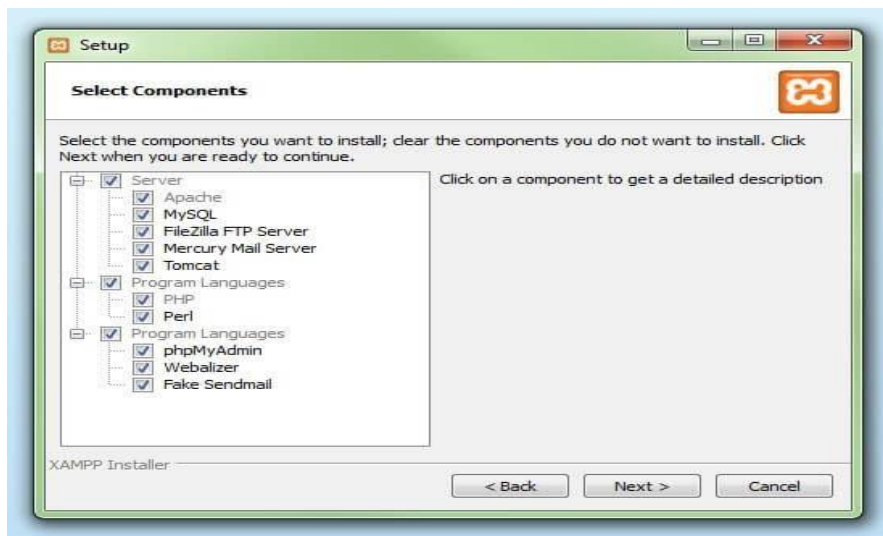 Setup
Select Components
Select the components you want to install; clear the components you do not want to install. Click
Next when you are ready to continue.
Server
Apache
MySQL
FileZilla FTP Server
Mercury Mail Server
Tomcat
Program Languages
PHP
Perl
Program Languages
phpMyAdmin
Webalizer
Fake Sendmail
Click on a component to get a detailed description
XAMPP Installer
< Back
Next >
Cancel